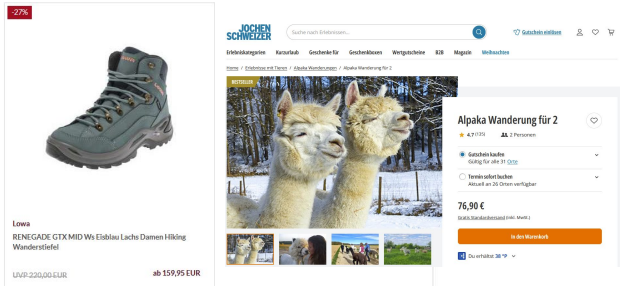 -27%
Lowa
RENEGADE GTX MID Ws Eisblau Lachs Damen Hiking
Wanderstiefel
UVP 220,00 EUR
ab 159,95 EUR
JOCHEN
SCHWEIZER
Suche nach Erlebnissen...
Gutschein einlösen
Erlebniskategorien Kurzurlaub Geschenke für Geschenkboxen Wertgutscheine B2B Magazin Weihnachten
Home / Erlebnisse mit Tieren / Alpaka Wanderungen / Alpaka Wanderung für 2
BESTSELLER
Alpaka Wanderung für 2
4,7 (135) 2 Personen
Gutschein kaufen
Gültig für alle 31 Orte
Termin sofort buchen
Aktuell an 26 Orten verfügbar
76,90 €
Gratis Standardversand (inkl. MwSt.)
In den Warenkorb
Du erhältst 38 °P